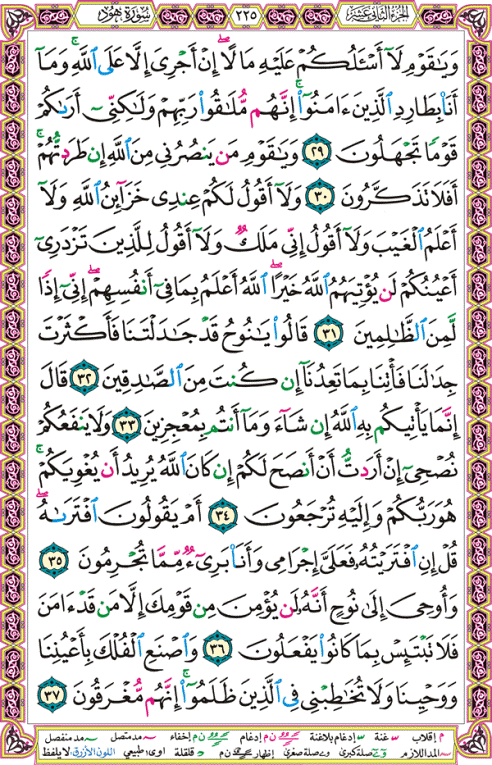 الجزء الثاني عشر ٢٢٥ سورة هود
وَيَٰقَوْمِ لَآ أَسْـَٔلُكُمْ عَلَيْهِ مَالًا ۖ إِنْ أَجْرِىَ إِلَّا عَلَى ٱللَّهِ ۚ وَمَآ
أَنَا۠ بِطَارِدِ ٱلَّذِينَ ءَامَنُوٓا۟ ۚ إِنَّهُم مُّلَٰقُوا۟ رَبِّهِمْ وَلَٰكِنِّىٓ أَرَىٰكُمْ
قَوْمًا تَجْهَلُونَ ٢٩ وَيَٰقَوْمِ مَن يَنصُرُنِى مِنَ ٱللَّهِ إِن طَرَدتُّهُمْ ۚ
أَفَلَا تَذَكَّرُونَ ٣٠ وَلَآ أَقُولُ لَكُمْ عِندِى خَزَآئِنُ ٱللَّهِ وَلَآ
أَعْلَمُ ٱلْغَيْبَ وَلَآ أَقُولُ إِنِّى مَلَكٌ وَلَآ أَقُولُ لِلَّذِينَ تَزْدَرِىٓ
أَعْيُنُكُمْ لَن يُؤْتِيَهُمُ ٱللَّهُ خَيْرًا ۖ ٱللَّهُ أَعْلَمُ بِمَا فِىٓ أَنفُسِهِمْ ۖ إِنِّىٓ إِذًا
لَّمِنَ ٱلظَّٰلِمِينَ ٣١ قَالُوا۟ يَٰنُوحُ قَدْ جَٰدَلْتَنَا فَأَكْثَرْتَ
جِدَٰلَنَا فَأْتِنَا بِمَا تَعِدُنَآ إِن كُنتَ مِنَ ٱلصَّٰدِقِينَ ٣٢ قَالَ
إِنَّمَا يَأْتِيكُم بِهِ ٱللَّهُ إِن شَآءَ وَمَآ أَنتُم بِمُعْجِزِينَ ٣٣ وَلَا يَنفَعُكُمْ
نُصْحِىٓ إِنْ أَرَدتُّ أَنْ أَنصَحَ لَكُمْ إِن كَانَ ٱللَّهُ يُرِيدُ أَن يُغْوِيَكُمْ ۚ
هُوَ رَبُّكُمْ وَإِلَيْهِ تُرْجَعُونَ ٣٤ أَمْ يَقُولُونَ ٱفْتَرَىٰهُ ۖ
قُلْ إِنِ ٱفْتَرَيْتُهُۥ فَعَلَىَّ إِجْرَامِى وَأَنَا۠ بَرِىٓءٌ مِّمَّا تُجْرِمُونَ ٣٥
وَأُوحِىَ إِلَىٰ نُوحٍ أَنَّهُۥ لَن يُؤْمِنَ مِن قَوْمِكَ إِلَّا مَن قَدْ ءَامَنَ
فَلَا تَبْتَئِسْ بِمَا كَانُوا۟ يَفْعَلُونَ ٣٦ وَٱصْنَعِ ٱلْفُلْكَ بِأَعْيُنِنَا
وَوَحْيِنَا وَلَا تُخَٰطِبْنِى فِى ٱلَّذِينَ ظَلَمُوٓا۟ ۚ إِنَّهُم مُّغْرَقُونَ ٣٧
م إقلاب س غنة إدغام بلاغنة ن م إدغام ن م إخفاء مد متصل مد منفصل
المد اللازم وصلة كبرى وصلة صغرى إظهار ن م قلقلة اوى: طبيعي اللون الأزرق: لا يلفظ